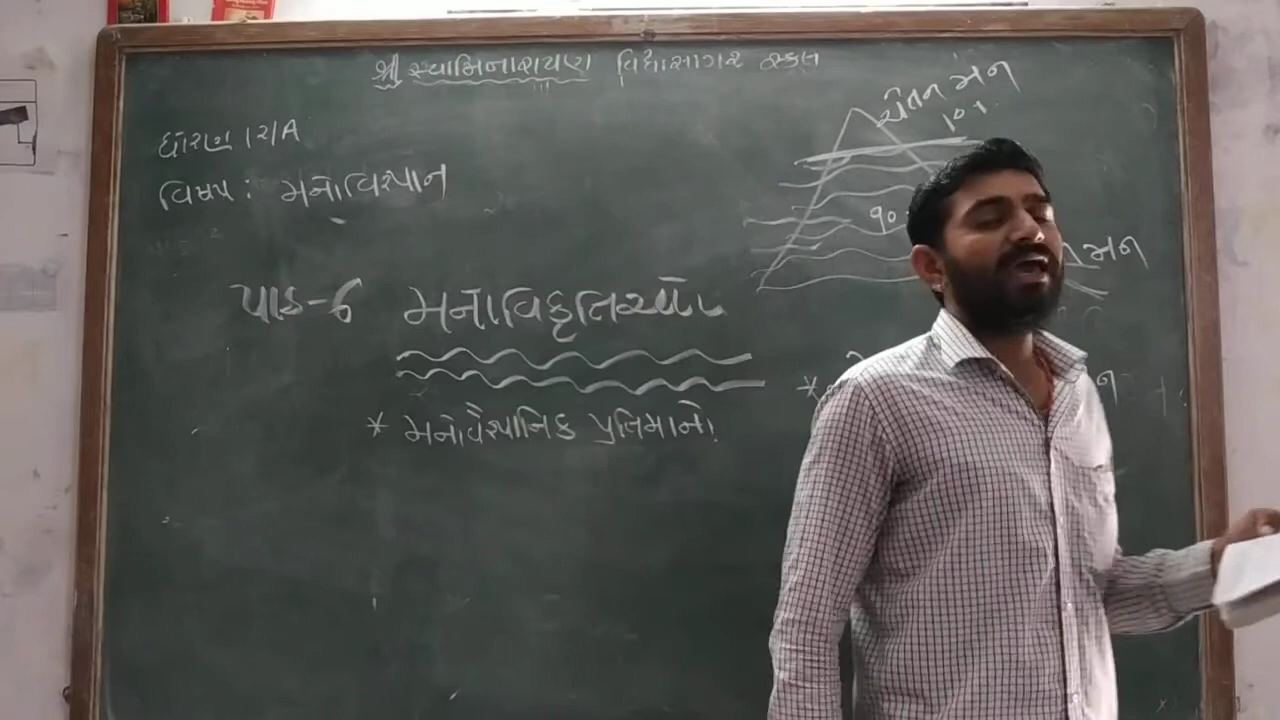 શ્રી સ્વામિનારાયણ વિદ્યાસાગર સ્કુલ
ધોરણ 12/A
વિષય : મનોવિજ્ઞાન
પાઠ-6 મનોવિકૃતિઓ
* મનોવૈજ્ઞાનિક પ્રતિમાનો
ચેતન મન
10%
90
મન
*